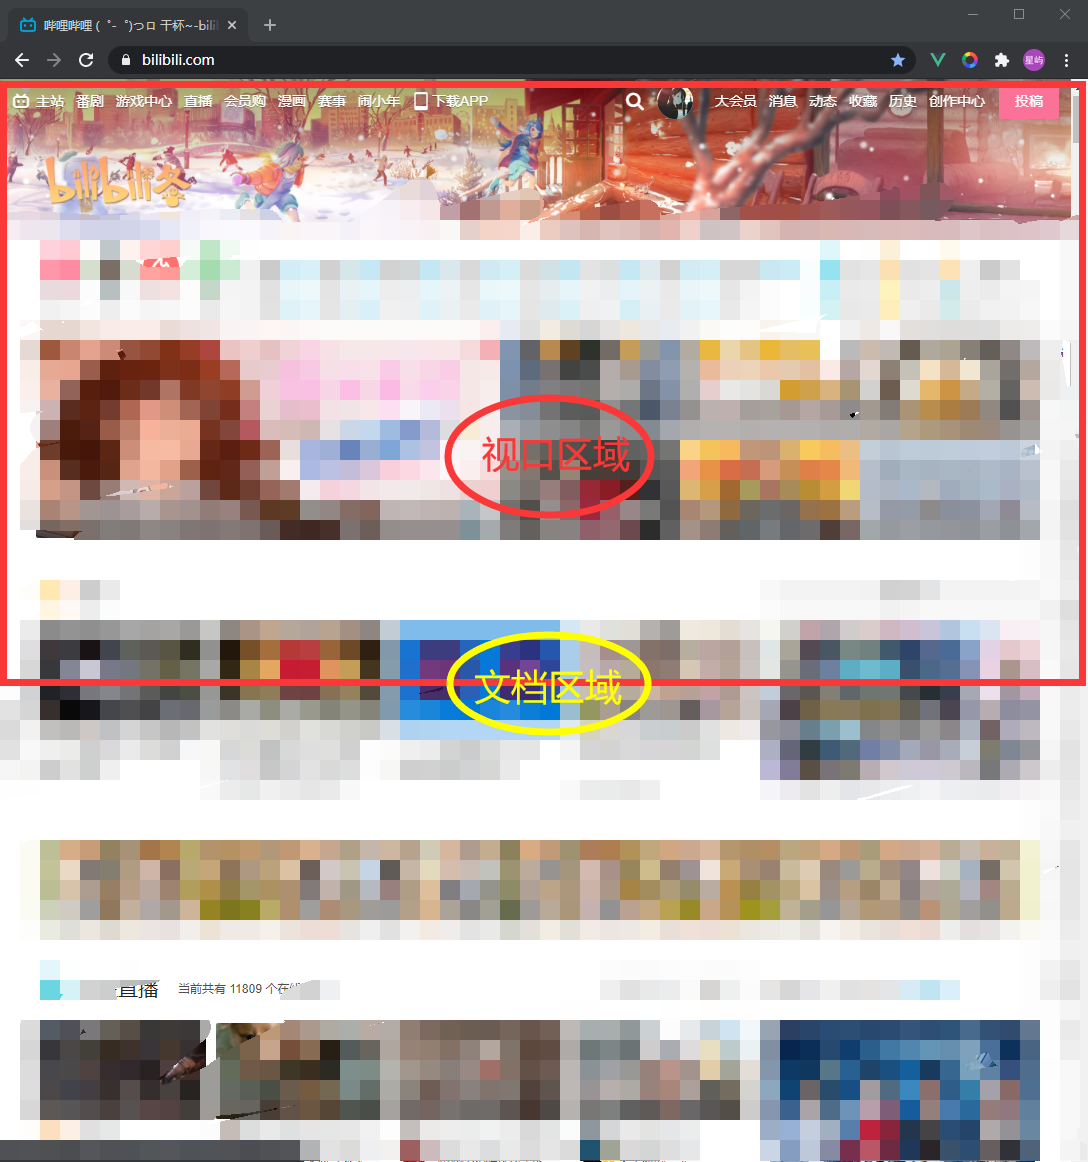 哔哩哔哩 (゜-゜)つロ 干杯~-bili
bilibili.com
星屿
主站 番剧 游戏中心 直播 会员购 漫画 赛事 闹小年 下载APP 大会员 消息 动态 收藏 历史 创作中心 投稿
bilibili冬
视口区域
文档区域
直播 当前共有 11809 个在线